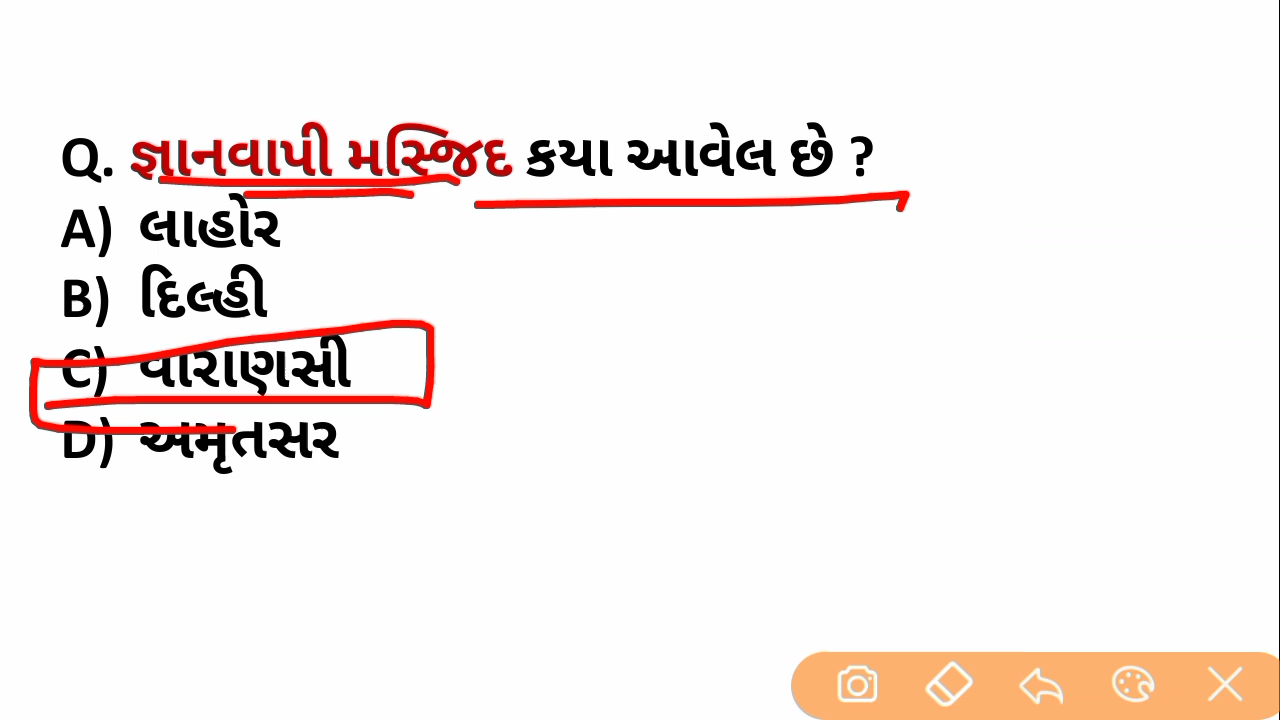 Q. જ્ઞાનવાપી મસ્જિદ કયા આવેલ છે ?
A) લાહોર
B) દિલ્હી
C) વારાણસી
D) અમૃતસર